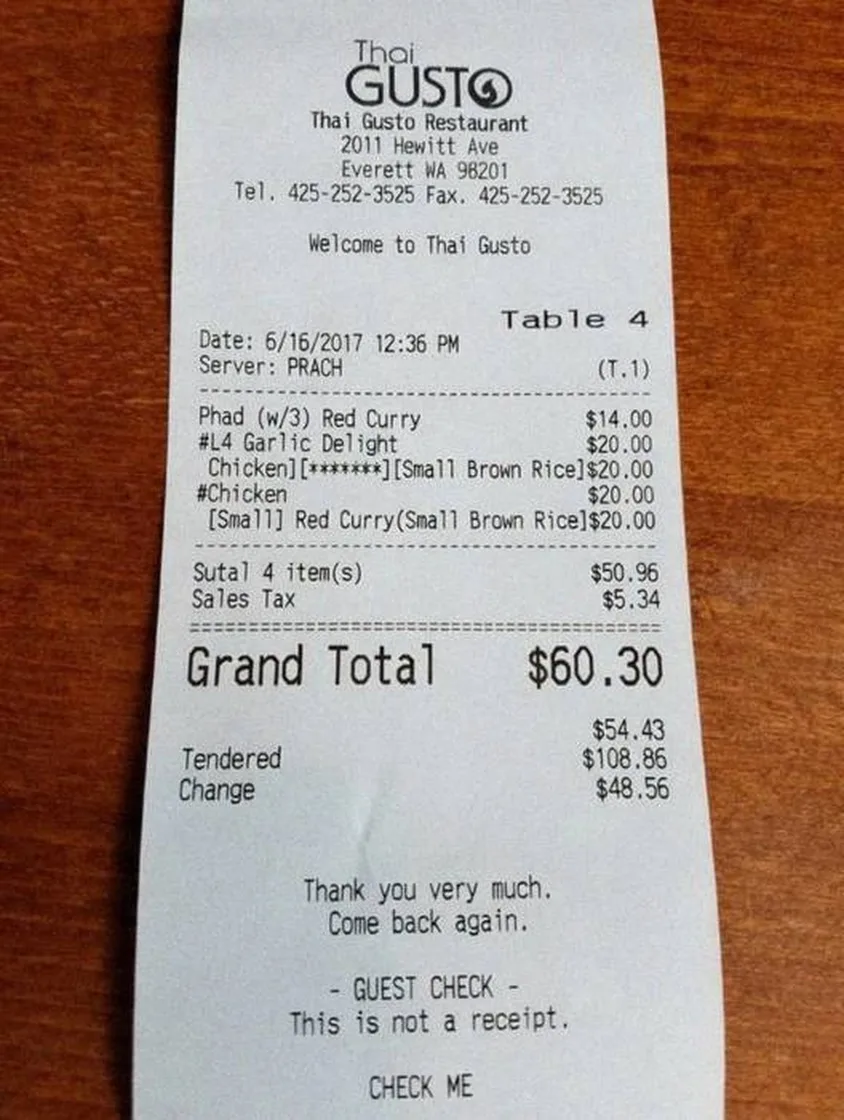 Thai
GUSTO
Thai Gusto Restaurant
2011 Hewitt Ave
Everett WA 98201
Tel. 425-252-3525 Fax. 425-252-3525
Welcome to Thai Gusto
Table 4
Date: 6/16/2017 12:36 PM
Server: PRACH (T.1)
Phad (w/3) Red Curry $14.00
#L4 Garlic Delight $20.00
Chicken][*******][Small Brown Rice]$20.00
#Chicken $20.00
[Small] Red Curry(Small Brown Rice]$20.00
Sutal 4 item(s) $50.96
Sales Tax $5.34
Grand Total $60.30
$54.43
Tendered $108.86
Change $48.56
Thank you very much.
Come back again.
- GUEST CHECK -
This is not a receipt.
CHECK ME